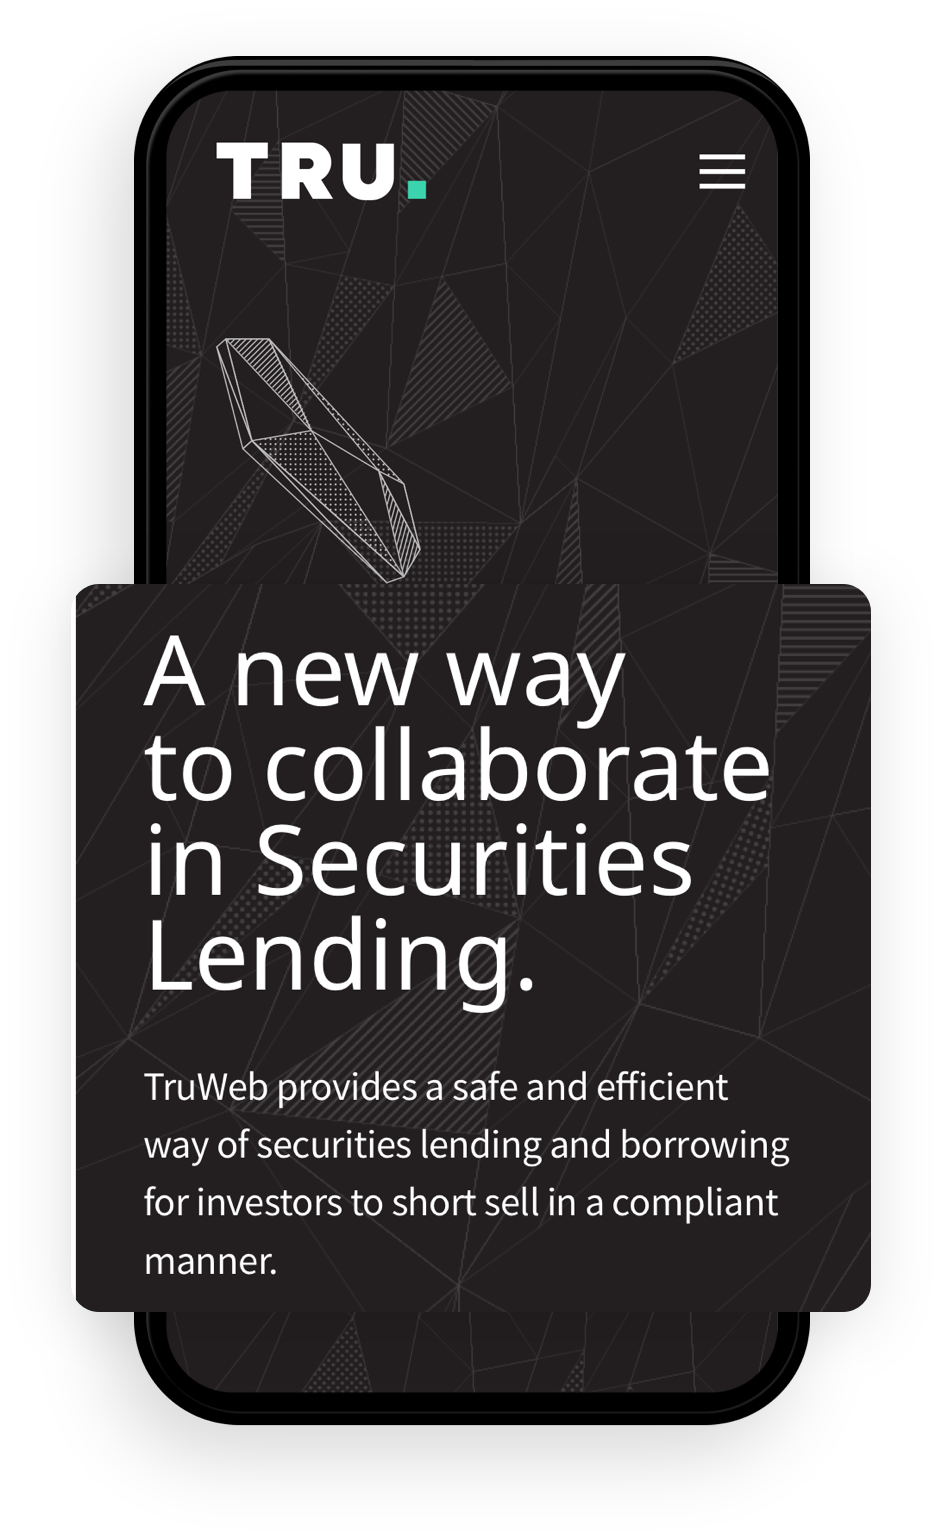 TRU.
A new way
to collaborate
in Securities
Lending.
TruWeb provides a safe and efficient
way of securities lending and borrowing
for investors to short sell in a compliant
manner.